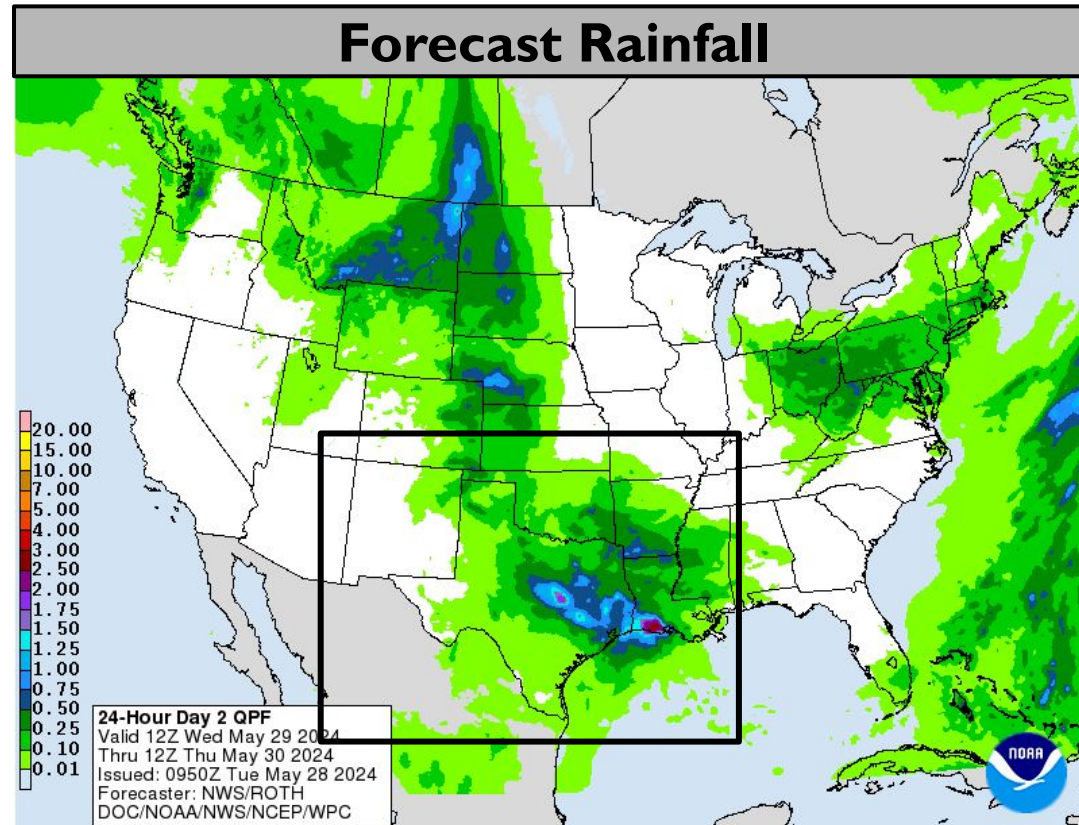 Forecast Rainfall
20.00
15.00
10.00
7.00
5.00
4.00
3.00
2.50
2.00
1.75
1.50
1.25
1.00
0.75
0.50
0.25
0.10
0.01
24-Hour Day 2 QPF
Valid 12Z Wed May 29 2024
Thru 12Z Thu May 30 2024
Issued: 0950Z Tue May 28 2024
Forecaster: NWS/ROTH
DOC/NOAA/NWS/NCEP/WPC
NOAA